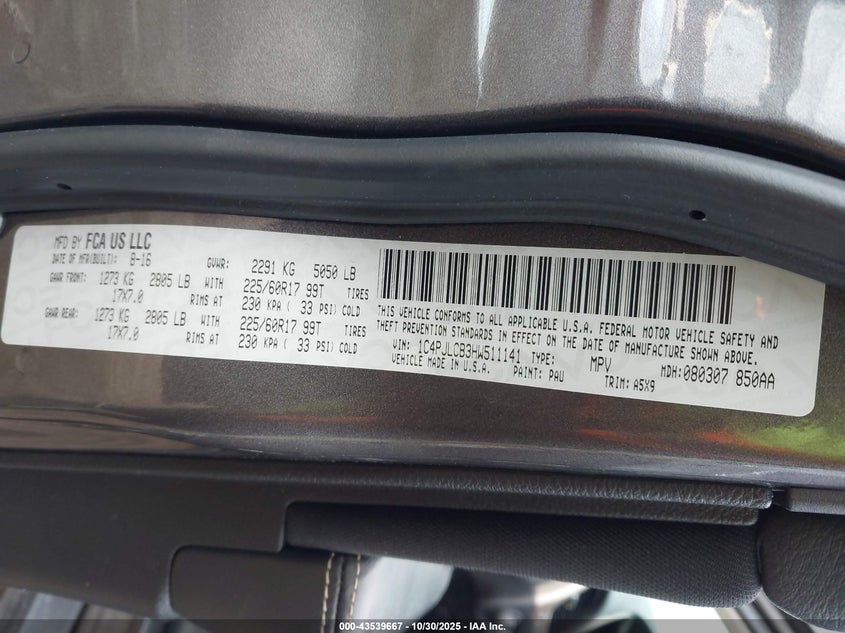 MFD BY FCA US LLC
DATE OF MFR(BUILT): 8-16 GVWR: 2291 KG 5050 LB
GAWR FRONT: 1273 KG 2805 LB WITH 225/60R17 99T TIRES
17X7.0 RIMS AT 230 KPA ( 33 PSI) COLD
GAWR REAR: 1273 KG 2805 LB WITH 225/60R17 99T TIRES
17X7.0 RIMS AT 230 KPA ( 33 PSI) COLD
THIS VEHICLE CONFORMS TO ALL APPLICABLE U.S.A. FEDERAL MOTOR VEHICLE SAFETY AND
THEFT PREVENTION STANDARDS IN EFFECT ON THE DATE OF MANUFACTURE SHOWN ABOVE.
VIN: 1C4PJLCB3HW511141 TYPE: MPV MDH: 080307 850AA
VEHICLE MADE IN U.S.A. PAINT: PAU TRIM: A5X9
000-43539667 - 10/30/2025 - IAA Inc.